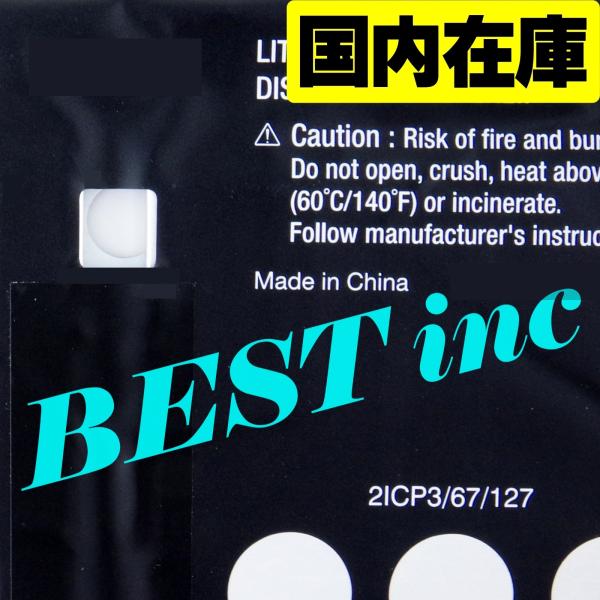 国内在庫
LIT
DIS
⚠ Caution : Risk of fire and bur
Do not open, crush, heat abov
(60°C/140°F) or incinerate.
Follow manufacturer's instruc
Made in China
BEST inc
2ICP3/67/127